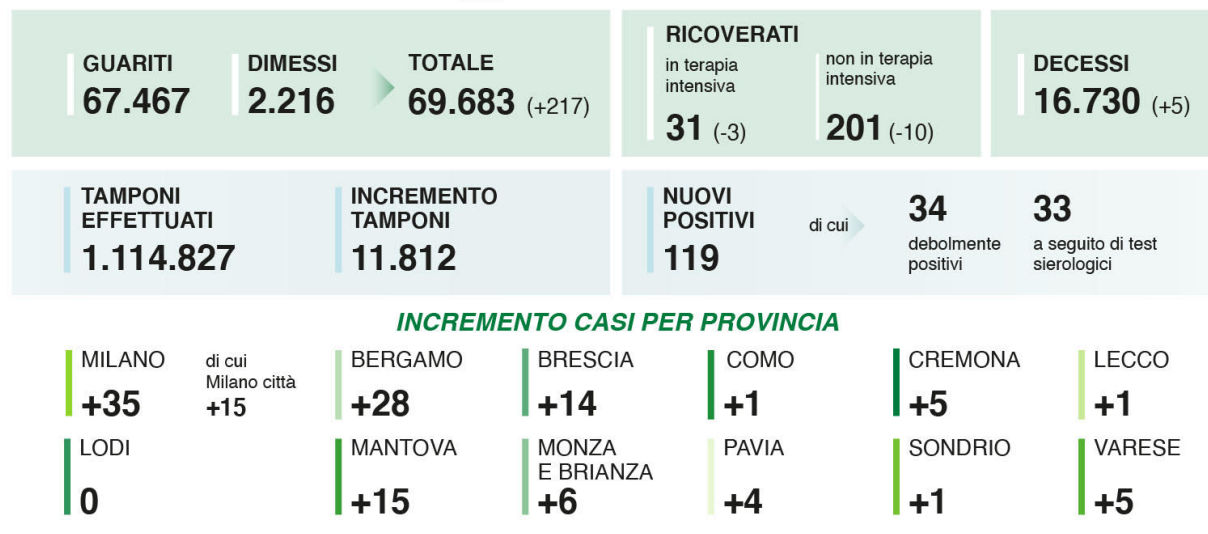 GUARITI
67.467
DIMESSI
2.216
TOTALE
69.683 (+217)
RICOVERATI
in terapia
intensiva
31 (-3)
non in terapia
intensiva
201 (-10)
DECESSI
16.730 (+5)
TAMPONI
EFFETTUATI
1.114.827
INCREMENTO
TAMPONI
11.812
NUOVI
POSITIVI
119
di cui
34
debolmente
positivi
33
a seguito di test
sierologici
INCREMENTO CASI PER PROVINCIA
MILANO
+35
di cui
Milano città
+15
BERGAMO
+28
BRESCIA
+14
COMO
+1
CREMONA
+5
LECCO
+1
LODI
0
MANTOVA
+15
MONZA
E BRIANZA
+6
PAVIA
+4
SONDRIO
+1
VARESE
+5